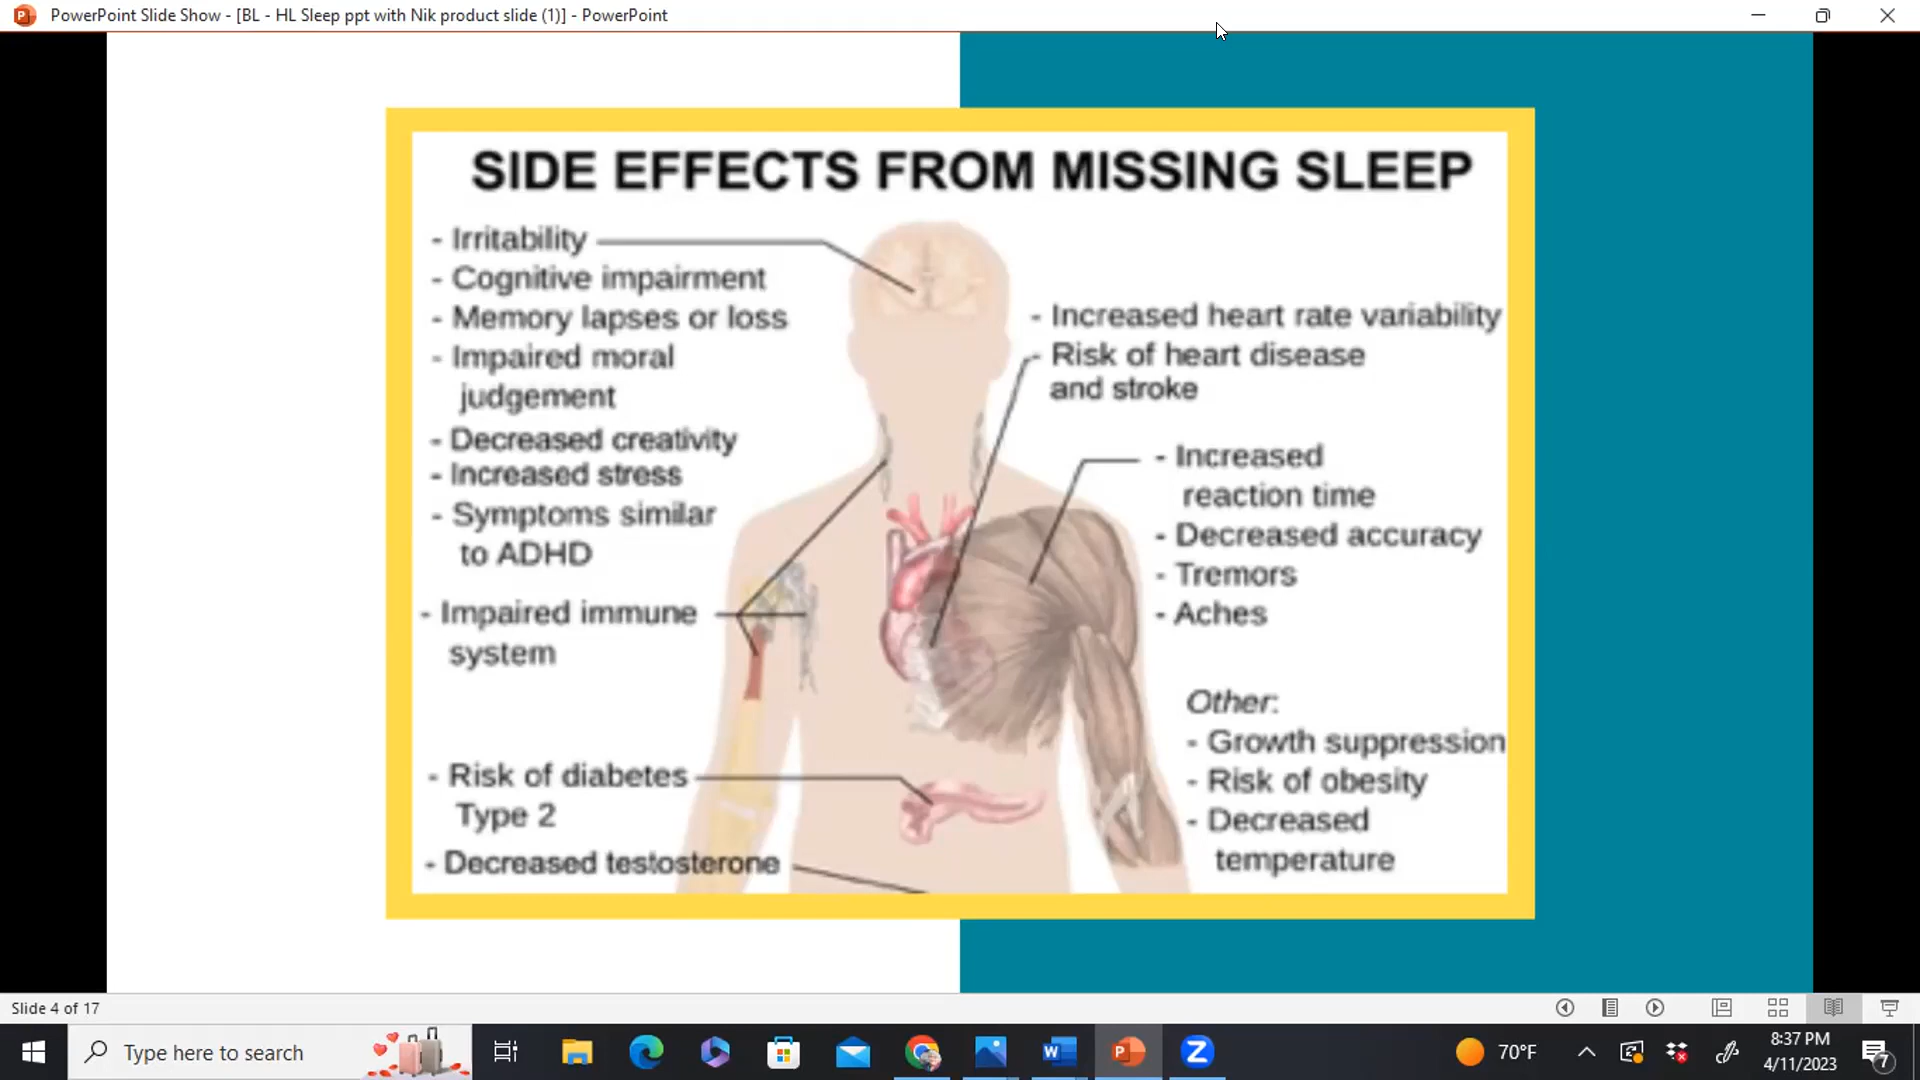 PowerPoint Slide Show - [BL - HL Sleep ppt with Nik product slide (1)] - PowerPoint
SIDE EFFECTS FROM MISSING SLEEP
- Irritability
- Cognitive impairment
- Memory lapses or loss
- Impaired moral
judgement
- Decreased creativity
- Increased stress
- Symptoms similar
to ADHD
- Impaired immune
system
- Risk of diabetes
Type 2
- Decreased testosterone
- Increased heart rate variability
- Risk of heart disease
and stroke
- Increased
reaction time
- Decreased accuracy
- Tremors
- Aches
Other:
- Growth suppression
- Risk of obesity
- Decreased
temperature
Slide 4 of 17
Type here to search
70°F
8:37 PM
4/11/2023
7